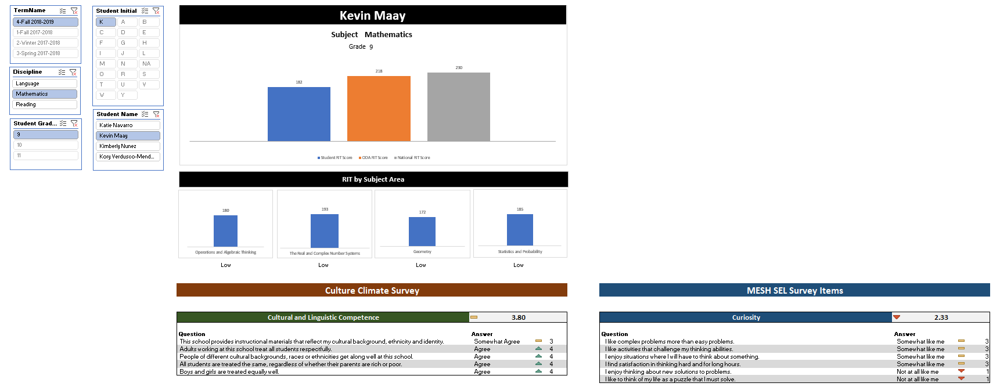 TermName
4-Fall 2018-2019
1-Fall 2017-2018
2-Winter 2017-2018
3-Spring 2017-2018
Discipline
Language
Mathematics
Reading
Student Grad...
9
10
11
Student Initial
K A B
C D E
F G H
I J L
M N NA
O R S
T U V
W Y
Student Name
Katie Navarro
Kevin Maay
Kimberly Nunez
Kory Verdusco-Mend...
Kevin Maay
Subject Mathematics
Grade 9
182
218
230
Student RIT Score ODA RIT Score National RIT Score
RIT by Subject Area
180
Operations and Algebraic Thinking
Low
193
The Real and Complex Number Systems
Low
172
Geometry
Low
185
Statistics and Probability
Low
Culture Climate Survey
Cultural and Linguistic Competence 3.80
Question Answer
This school provides instructional materials that reflect my cultural background, ethnicity and identity. Somewhat Agree 3
Adults working at this school treat all students respectfully. Agree 4
People of different cultural backgrounds, races or ethnicities get along well at this school. Agree 4
All students are treated the same, regardless of whether their parents are rich or poor. Agree 4
Boys and girls are treated equally well. Agree 4
MESH SEL Survey Items
Curiosity 2.33
Question Answer
I like complex problems more than easy problems. Somewhat like me 3
I like activities that challenge my thinking abilities. Somewhat like me 3
I enjoy situations where I will have to think about something. Somewhat like me 3
I find satisfaction in thinking hard and for long hours. Somewhat like me 3
I enjoy thinking about new solutions to problems. Not at all like me 1
I like to think of my life as a puzzle that I must solve. Not at all like me 1